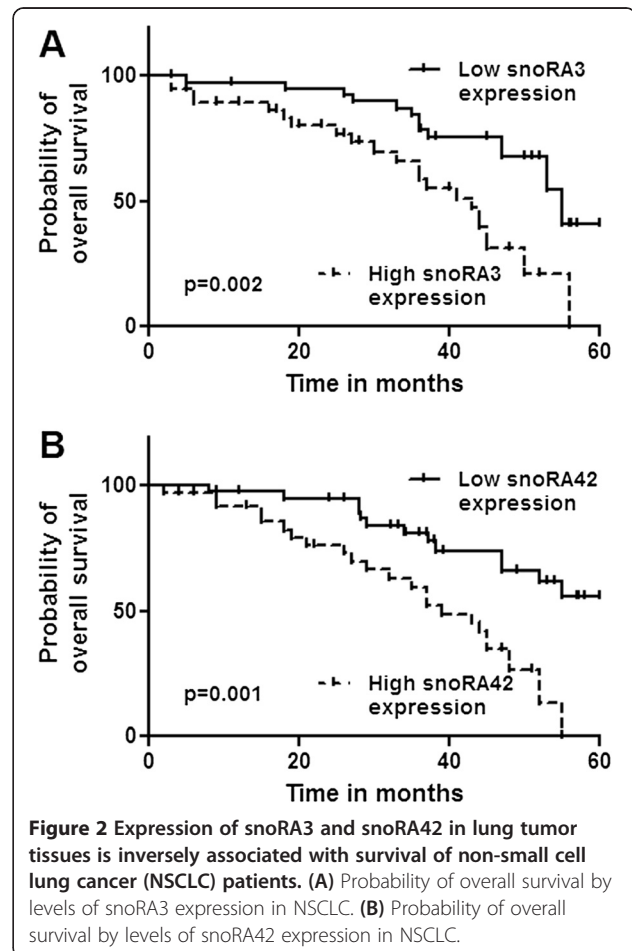 A
Probability of
overall survival
100
50
0
Low snoRA3
expression
High snoRA3
expression
p=0.002
0 20 40 60
Time in months
B
Probability of
overall survival
100
50
0
Low snoRA42
expression
High snoRA42
expression
p=0.001
0 20 40 60
Time in months
Figure 2 Expression of snoRA3 and snoRA42 in lung tumor
tissues is inversely associated with survival of non-small cell
lung cancer (NSCLC) patients. (A) Probability of overall survival by
levels of snoRA3 expression in NSCLC. (B) Probability of overall
survival by levels of snoRA42 expression in NSCLC.